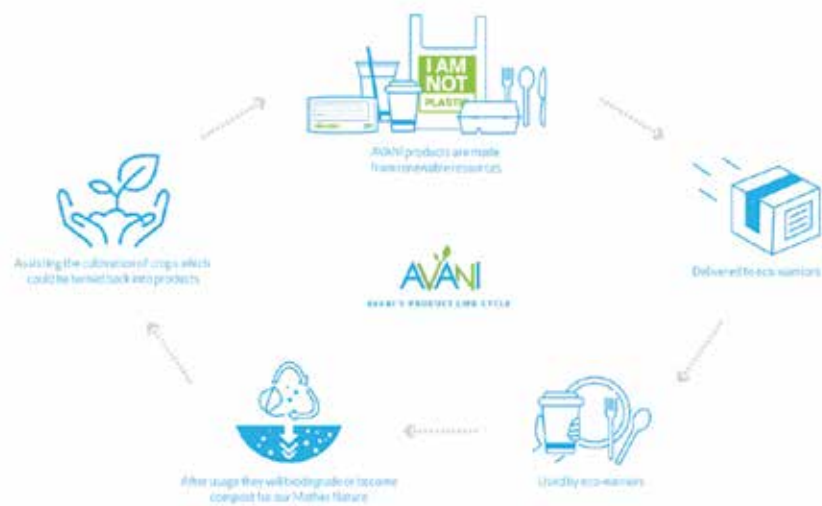 I AM
NOT
PLASTIC
AVANI products are made
from renewable resources
Delivered to eco-warriors
Used by eco-warriors
After usage they will biodegrade or become
compost for our Mother Nature
Assisting the cultivation of crops which
could be turned back into products
AVANI
AVANI'S PRODUCT LIFE CYCLE